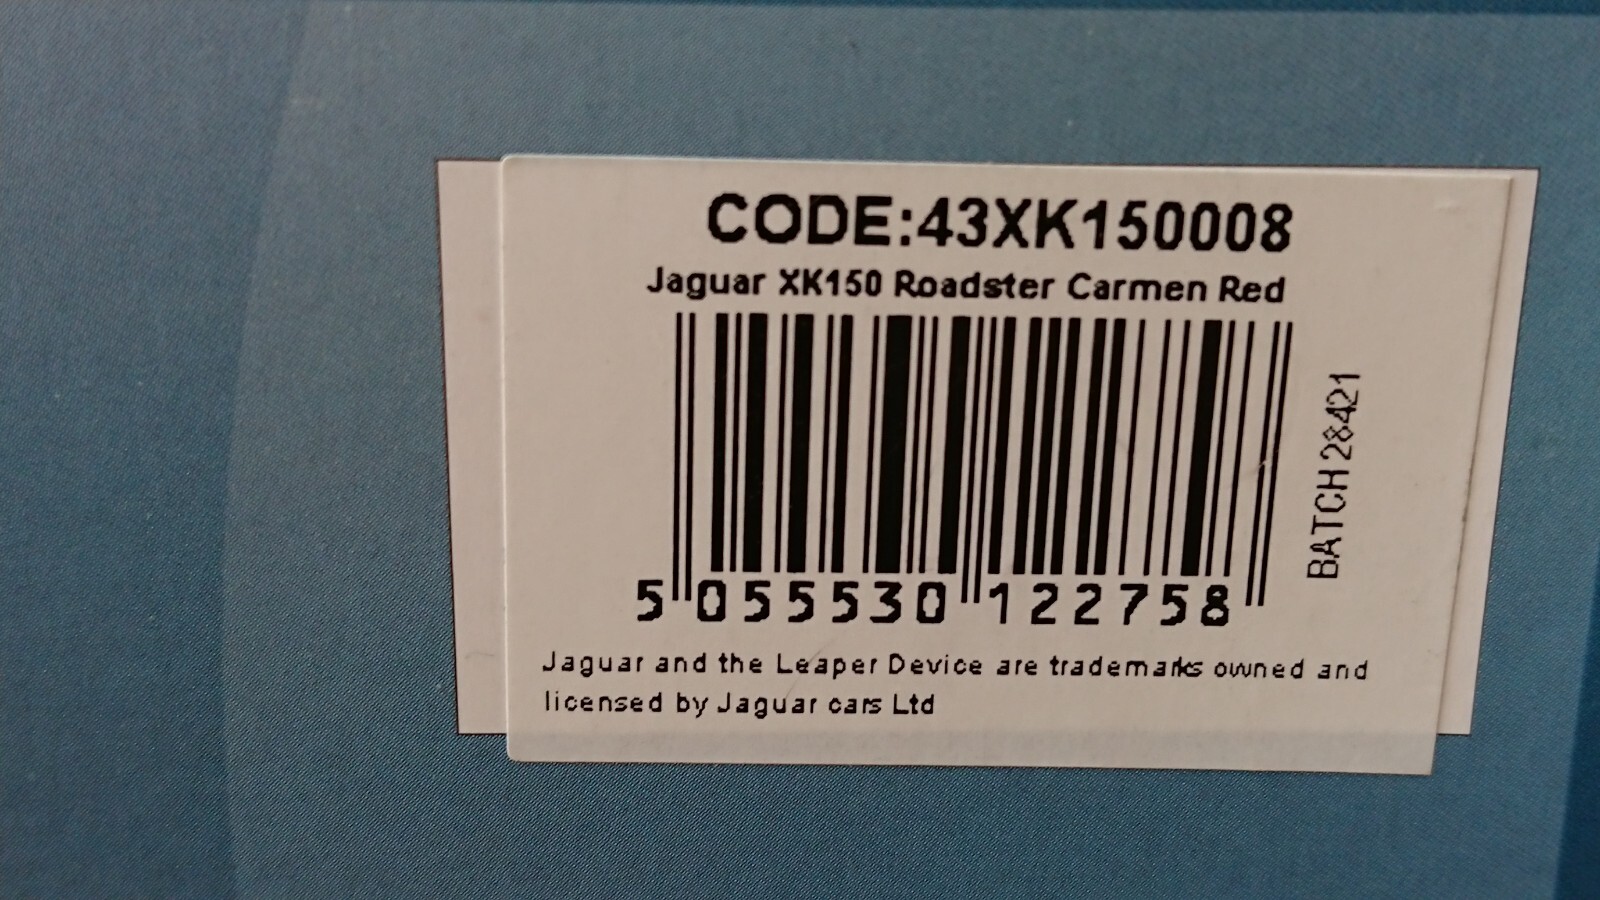 CODE:43XK150008
Jaguar XK150 Roadster Carmen Red
BATCH 28421
5 055530 122758
Jaguar and the Leaper Device are trademarks owned and
licensed by Jaguar cars Ltd